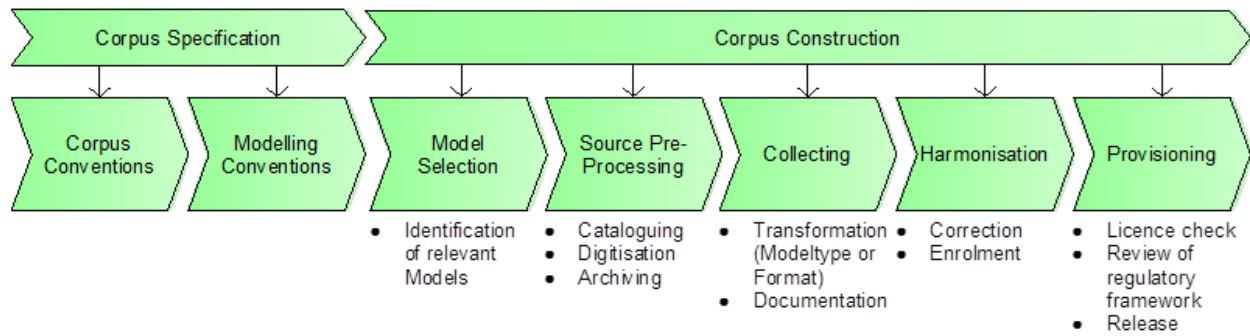 Corpus Specification
Corpus Construction
Corpus
Conventions
Modelling
Conventions
Model
Selection
Source Pre-
Processing
Collecting
Harmonisation
Provisioning
• Identification
of relevant
Models
• Cataloguing
• Digitisation
• Archiving
• Transformation
(Modeltype or
Format)
• Documentation
• Correction
• Enrolment
• Licence check
• Review of
regulatory
framework
• Release